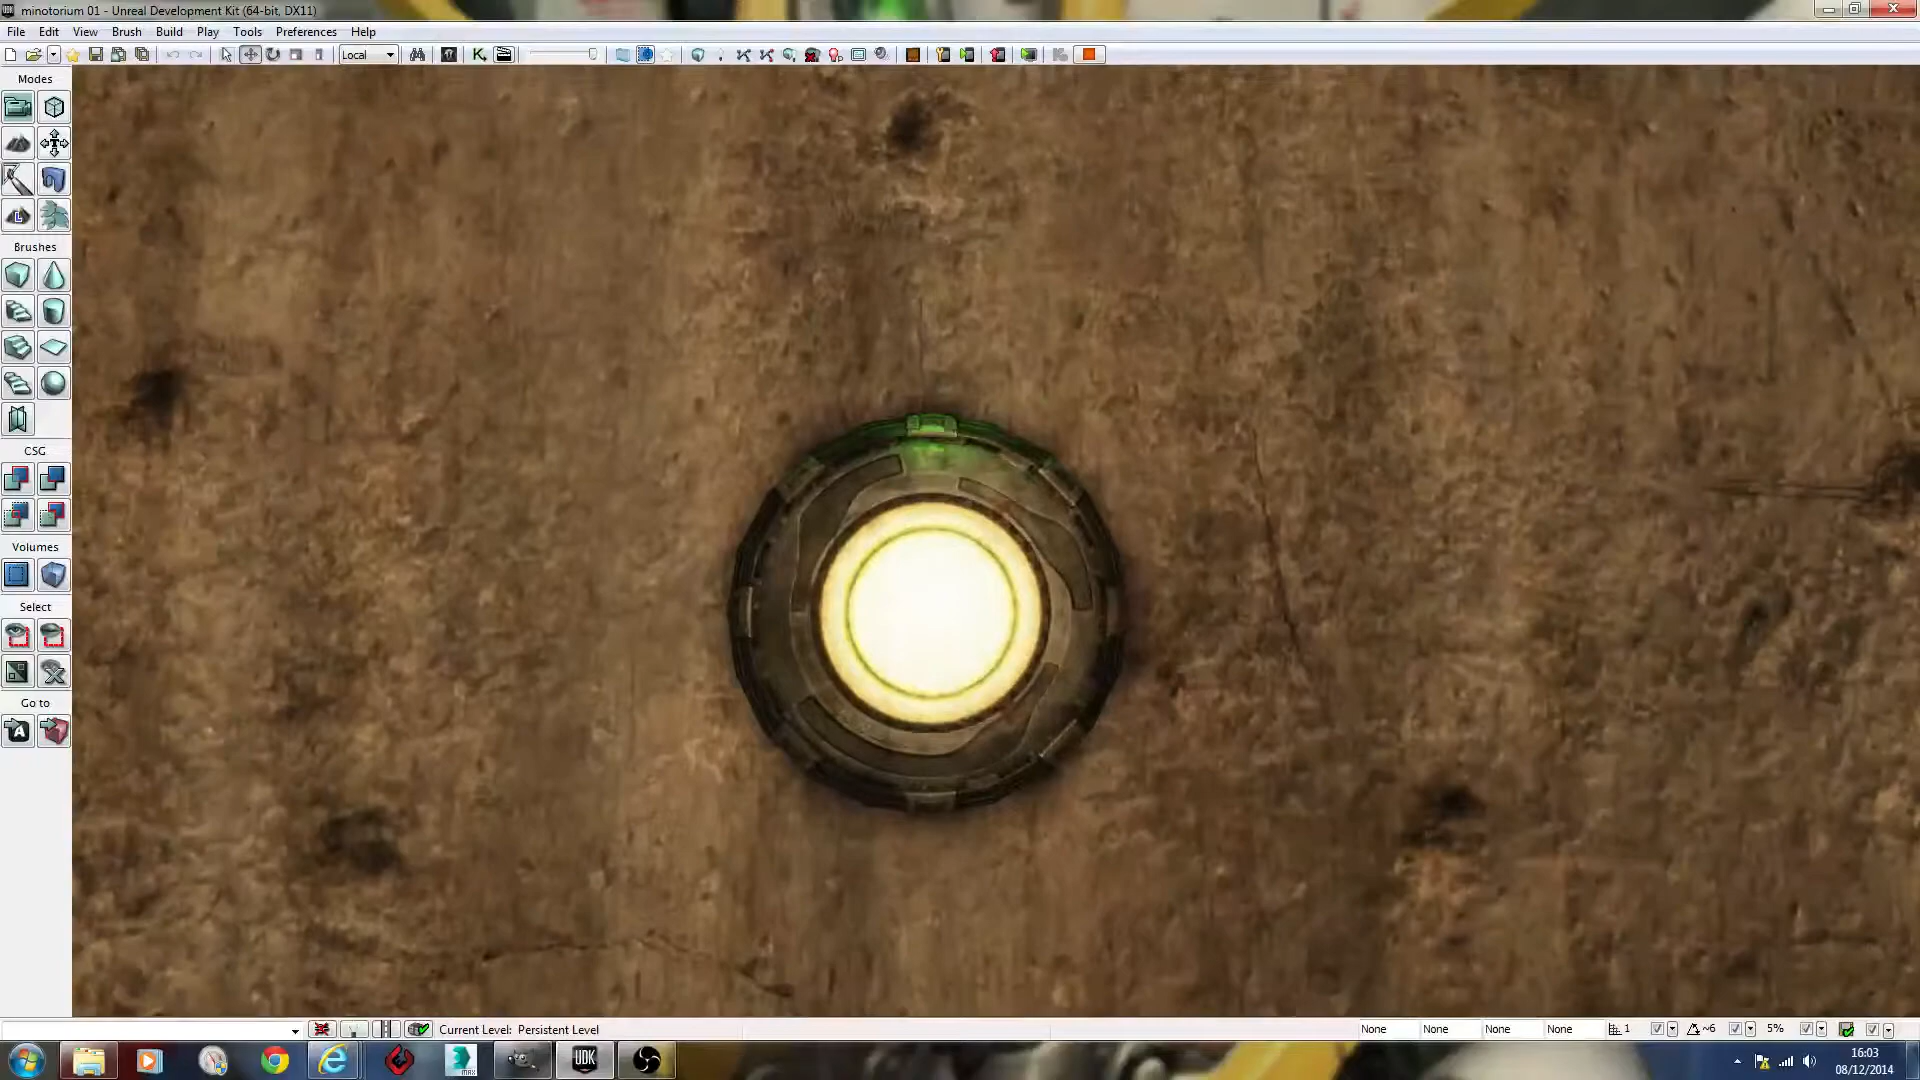 minotorium 01 - Unreal Development Kit (64-bit, DX11)
File Edit View Brush Build Play Tools Preferences Help
Local
Modes
Brushes
CSG
Volumes
Select
Go to
Current Level: Persistent Level
None None None None 1 ~6 5%
UDK
16:03
08/12/2014